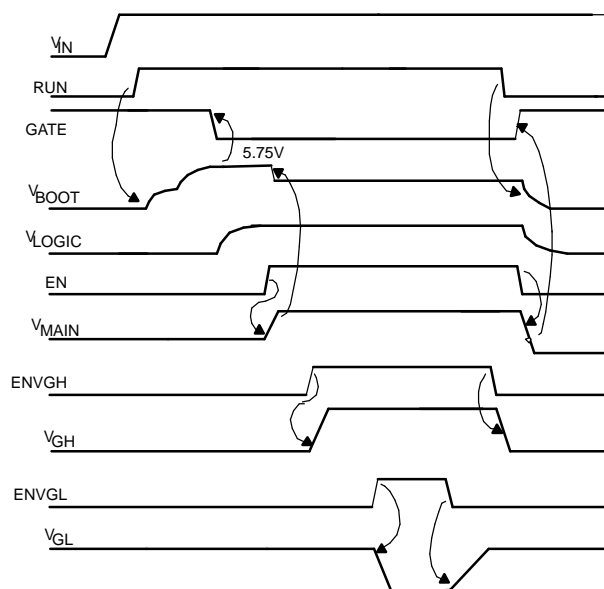 VIN
RUN
GATE
5.75V
VBOOT
VLOGIC
EN
VMAIN
ENVGH
VGH
ENVGL
VGL